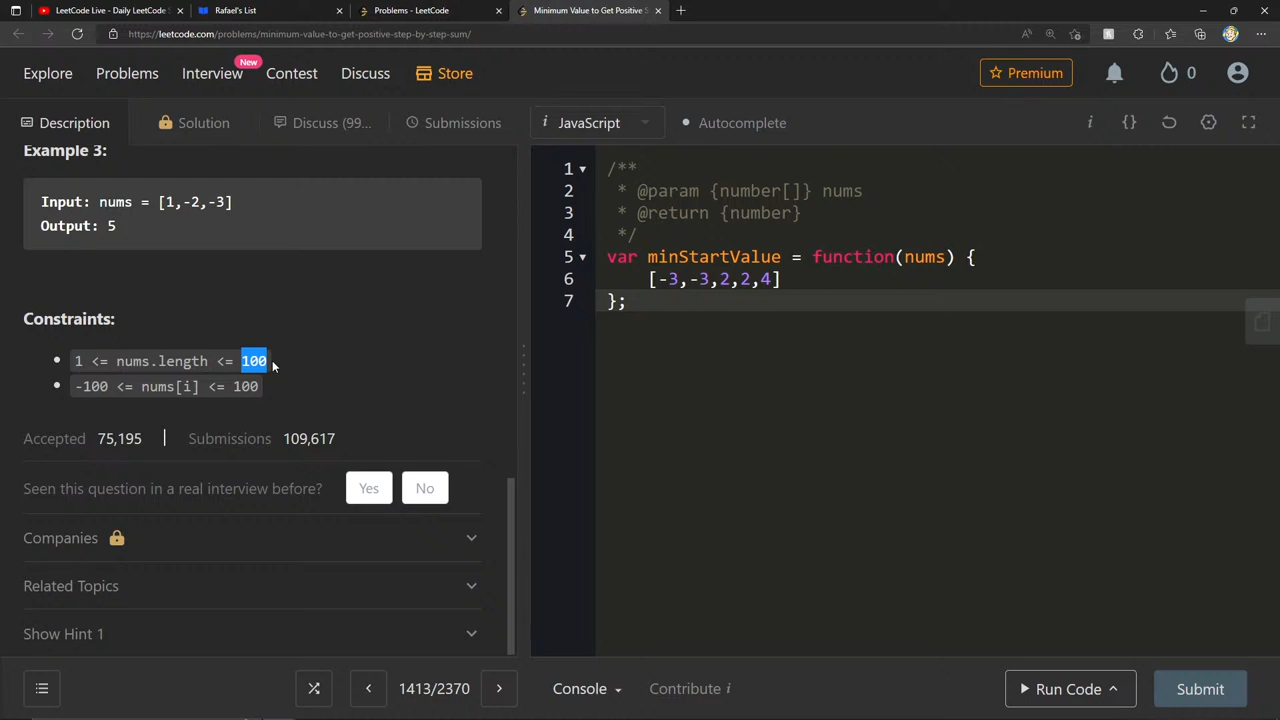 LeetCode Live - Daily LeetCode S
Rafael's List
Problems - LeetCode
Minimum Value to Get Positive S
https://leetcode.com/problems/minimum-value-to-get-positive-step-by-step-sum/
New
Explore Problems Interview Contest Discuss Store
Premium
0
Description
Solution
Discuss (99...
Submissions
i JavaScript
Autocomplete
i {}
Example 3:
Input: nums = [1,-2,-3]
Output: 5
Constraints:
1 <= nums.length <= 100
-100 <= nums[i] <= 100
Accepted 75,195 Submissions 109,617
Seen this question in a real interview before? Yes No
Companies
Related Topics
Show Hint 1
1 /**
2 * @param {number[]} nums
3 * @return {number}
4 */
5 var minStartValue = function(nums) {
6 [-3,-3,2,2,4]
7 };
1413/2370
Console
Contribute i
Run Code
Submit